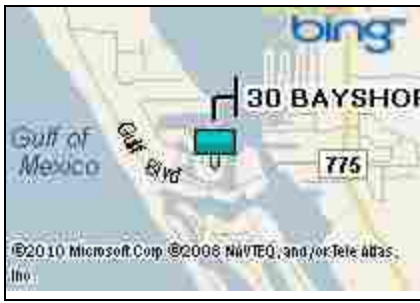 bing
30 BAYSHOR
Gulf of
Mexico
Gulf Blvd
775
©2010 Microsoft Corp ©2008 NAVTEQ, and/or Tele Atlas,
Inc.